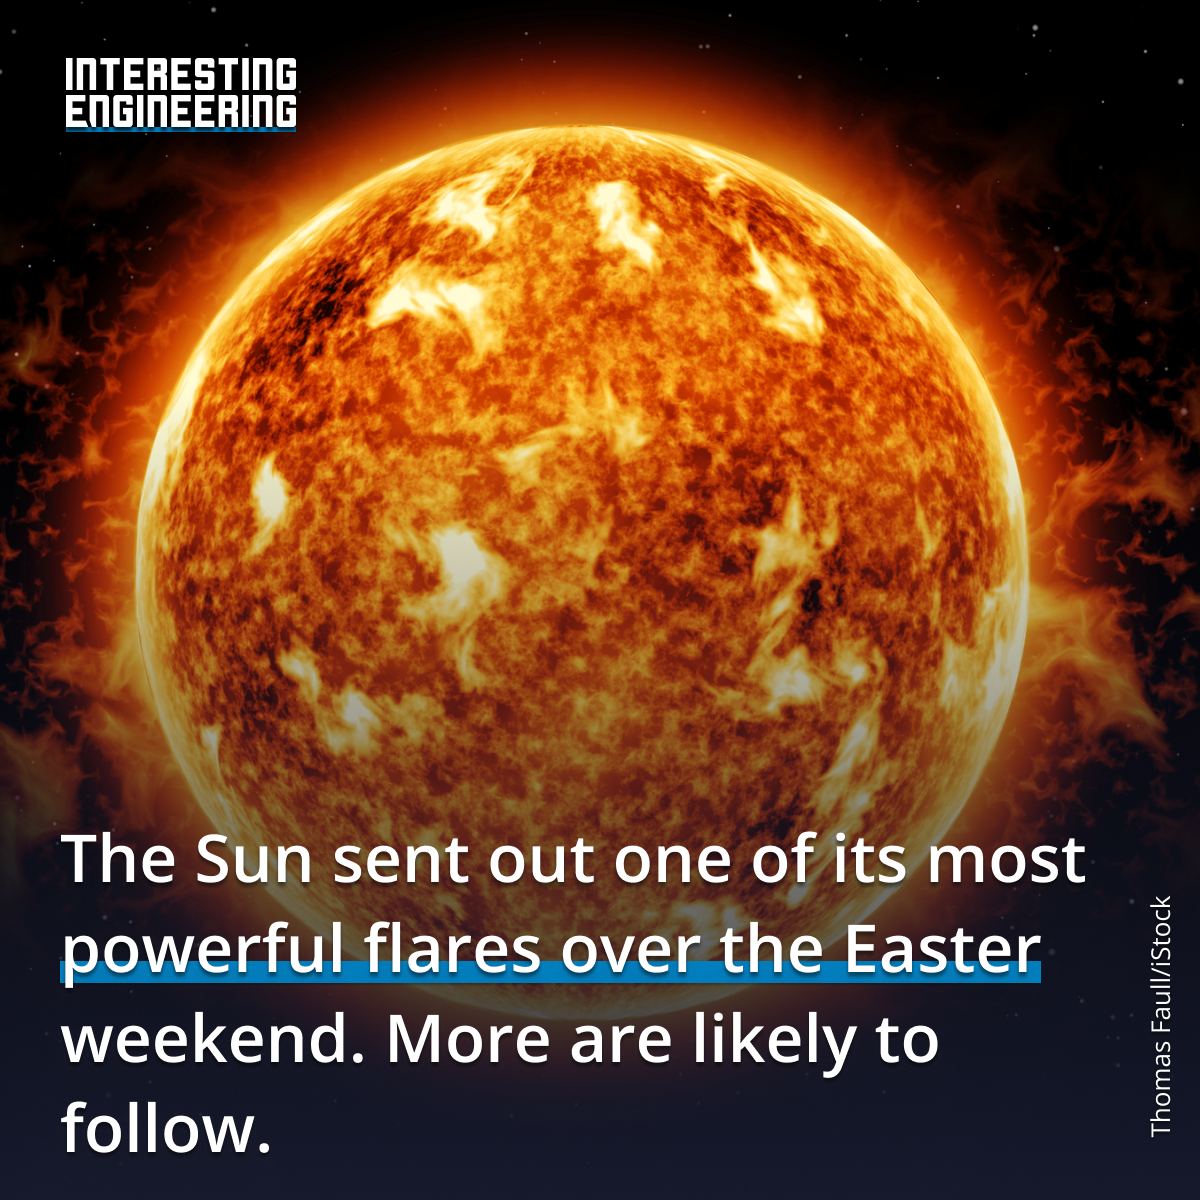 INTERESTING
ENGINEERING
The Sun sent out one of its most
powerful flares over the Easter
weekend. More are likely to
follow.
Thomas Faull/iStock